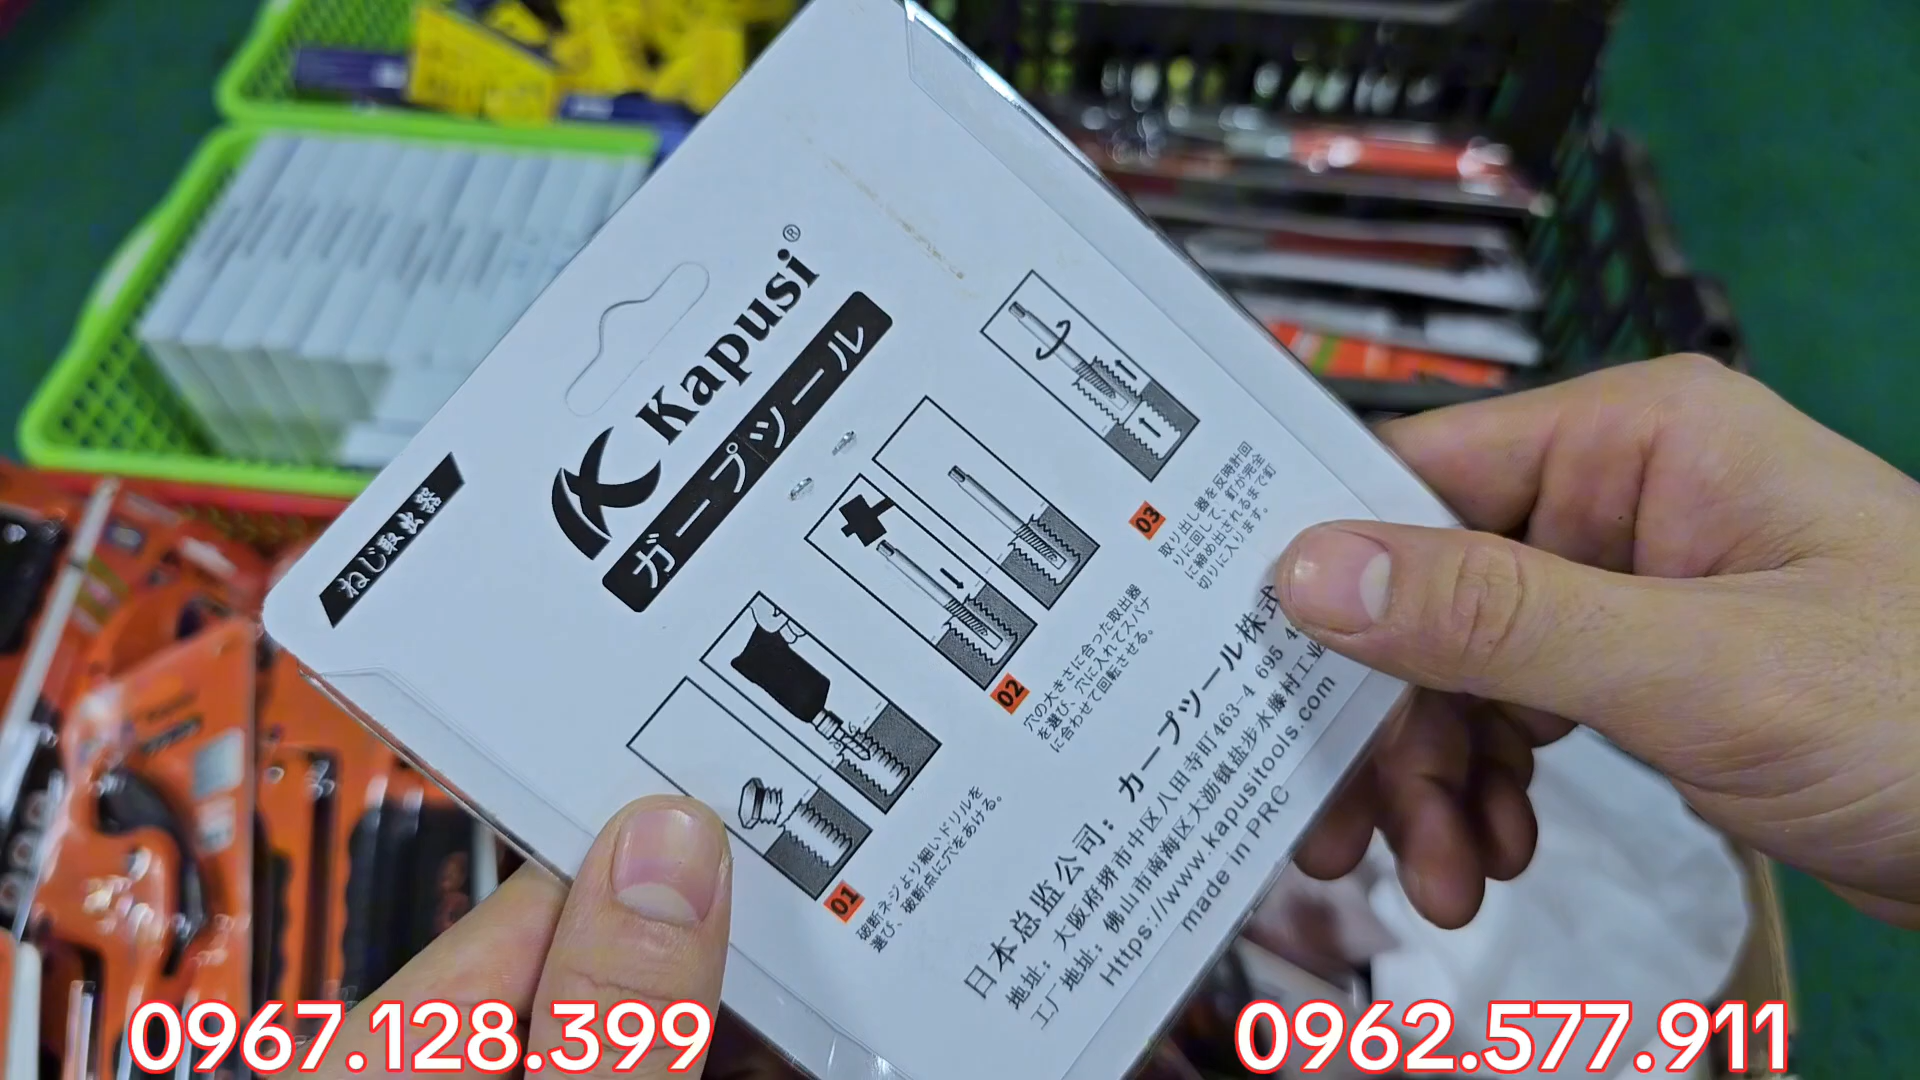 ねじ取出器
Kapusi®
ガープツール
01
破断ネジより細いドリルを
選び、破断点に穴をあける。
02
穴の大きさに合った取出器
を選び、穴に入れてスパナ
に合わせて回転させる。
03
取り出し器を反時計回
りに回して、釘が完全
に締め出されるまで釘
切りに入ります。
日本总监公司：カープツール株式
地址：大阪府堺市中区八田寺町463-4 695 4
工厂地址：佛山市南海区大沥镇盐步水藤村工业
Https://www.kapusitools.com
made in PRC
0967.128.399
0962.577.911